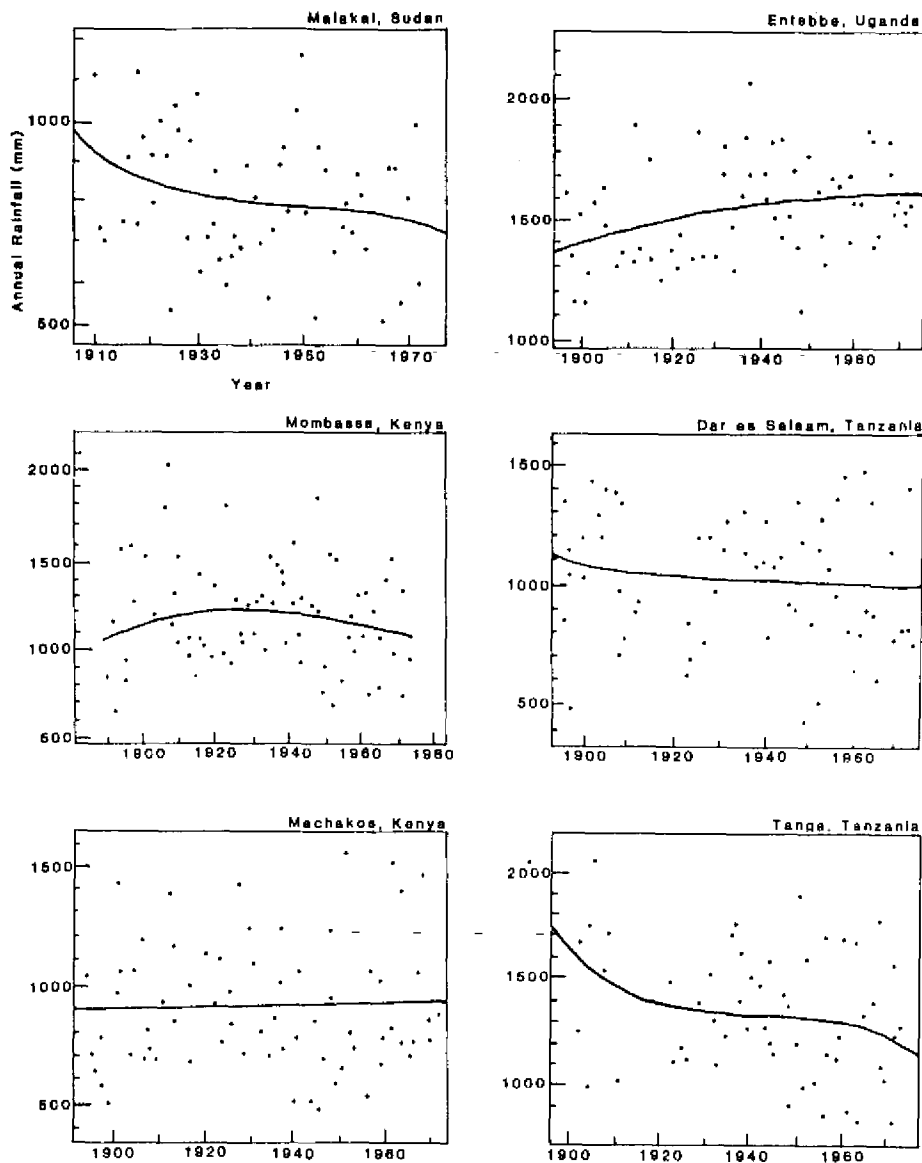 Malakal, Sudan
1000
500
Annual Rainfall (mm)
1910 1930 1950 1970
Year
Entebbe, Uganda
2000
1500
1000
1900 1920 1940 1960
Mombassa, Kenya
2000
1500
1000
500
1900 1920 1940 1960 1980
Dar es Salaam, Tanzania
1500
1000
500
1900 1920 1940 1960
Machakos, Kenya
1500
1000
500
1900 1920 1940 1960
Tanga, Tanzania
2000
1500
1000
1900 1920 1940 1960